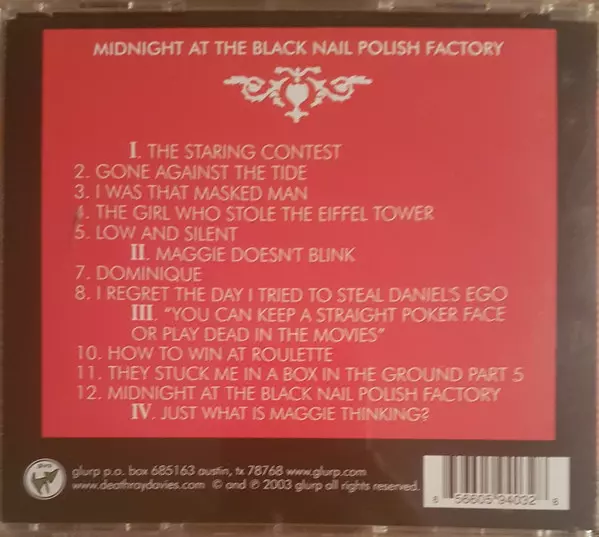 MIDNIGHT AT THE BLACK NAIL POLISH FACTORY
I. THE STARING CONTEST
2. GONE AGAINST THE TIDE
3. I WAS THAT MASKED MAN
4. THE GIRL WHO STOLE THE EIFFEL TOWER
5. LOW AND SILENT
II. MAGGIE DOESN'T BLINK
7. DOMINIQUE
8. I REGRET THE DAY I TRIED TO STEAL DANIEL'S EGO
III. "YOU CAN KEEP A STRAIGHT POKER FACE
OR PLAY DEAD IN THE MOVIES"
10. HOW TO WIN AT ROULETTE
11. THEY STUCK ME IN A BOX IN THE GROUND PART 5
12. MIDNIGHT AT THE BLACK NAIL POLISH FACTORY
IV. JUST WHAT IS MAGGIE THINKING?
glurp
glurp p.o. box 685163 austin, tx 78768 www.glurp.com
www.deathraydavies.com © and ℗ 2003 glurp all rights reserved.
6 56605 94032 8